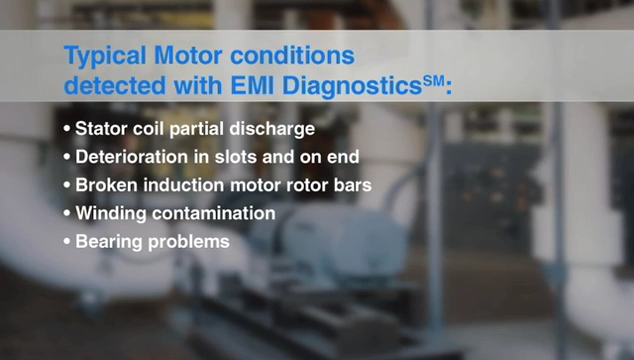 Typical Motor conditions
detected with EMI Diagnostics℠:
• Stator coil partial discharge
• Deterioration in slots and on end
• Broken induction motor rotor bars
• Winding contamination
• Bearing problems